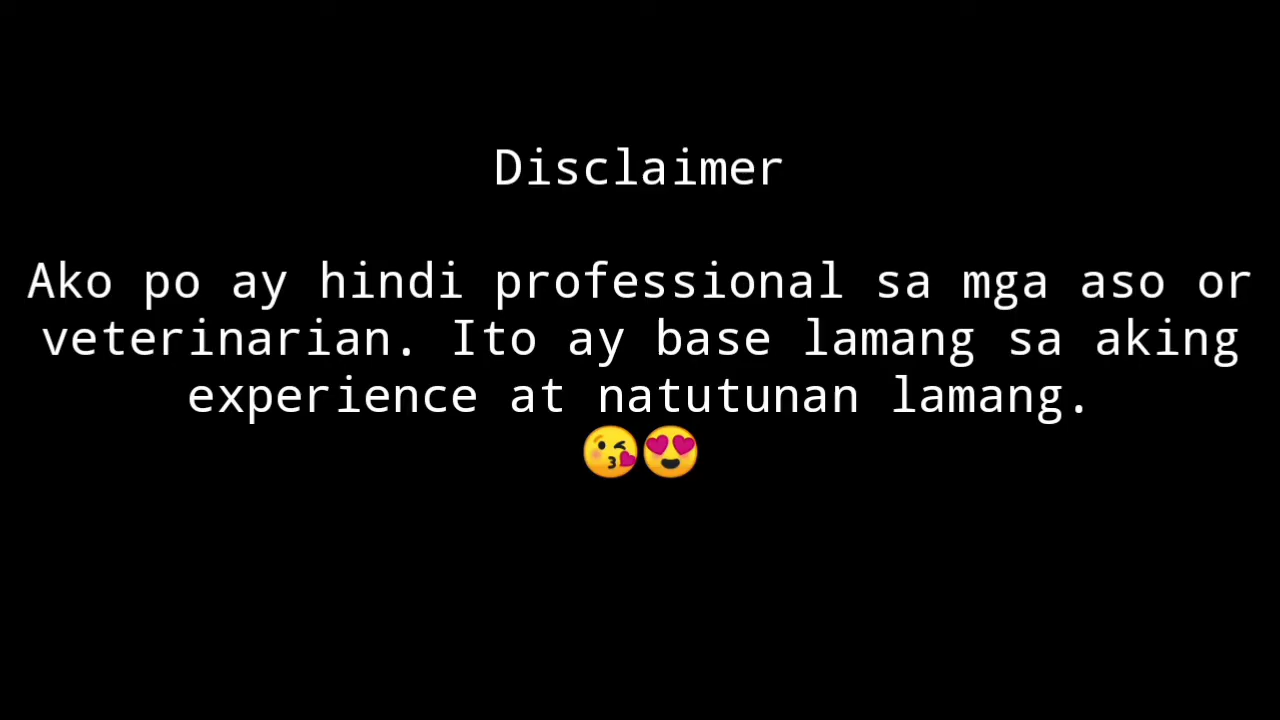 Disclaimer
Ako po ay hindi professional sa mga aso or
veterinarian. Ito ay base lamang sa aking
experience at natutunan lamang.
😘😍